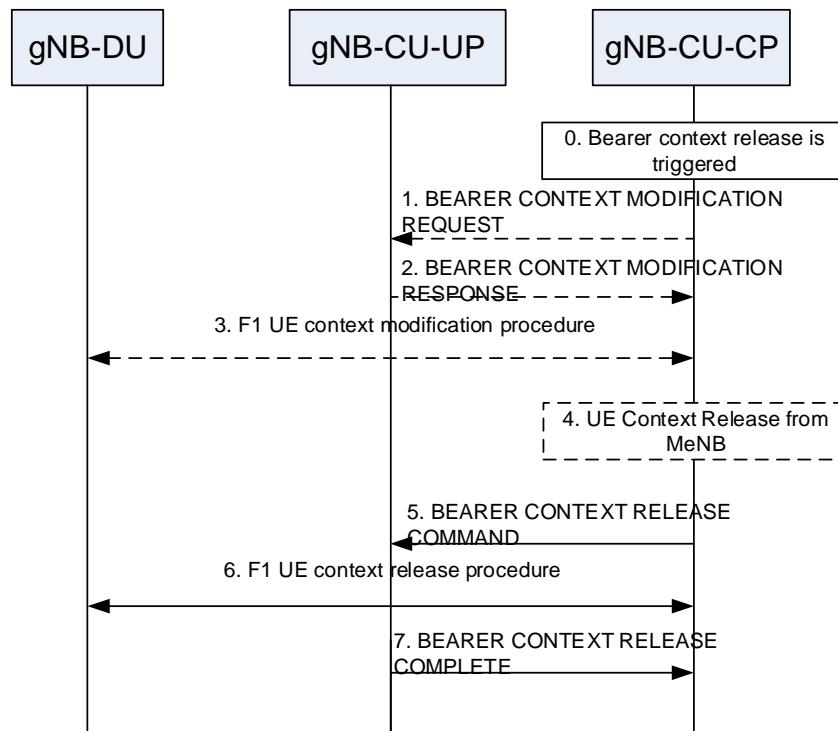 gNB-DU
gNB-CU-UP
gNB-CU-CP
0. Bearer context release is
triggered
1. BEARER CONTEXT MODIFICATION
REQUEST
2. BEARER CONTEXT MODIFICATION
RESPONSE
3. F1 UE context modification procedure
4. UE Context Release from
MeNB
5. BEARER CONTEXT RELEASE
COMMAND
6. F1 UE context release procedure
7. BEARER CONTEXT RELEASE
COMPLETE